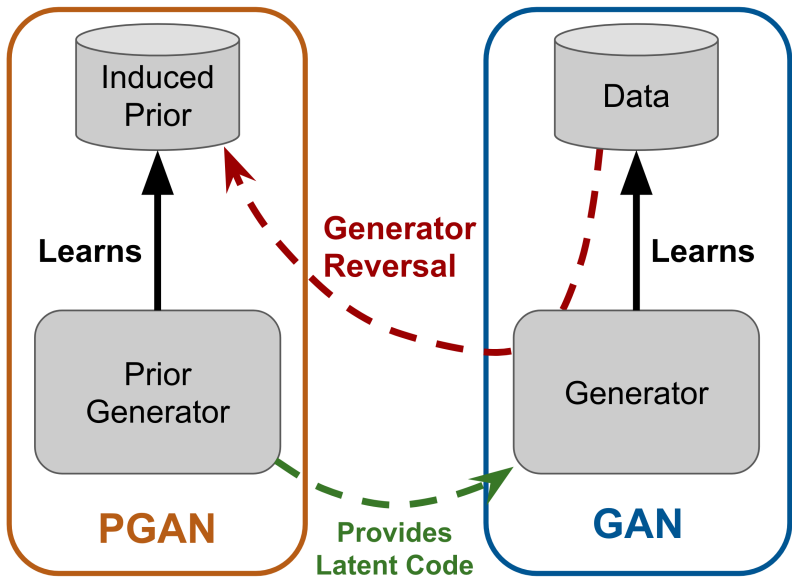 Induced
Prior
Data
Learns
Generator
Reversal
Learns
Prior
Generator
Generator
PGAN
GAN
Provides
Latent Code